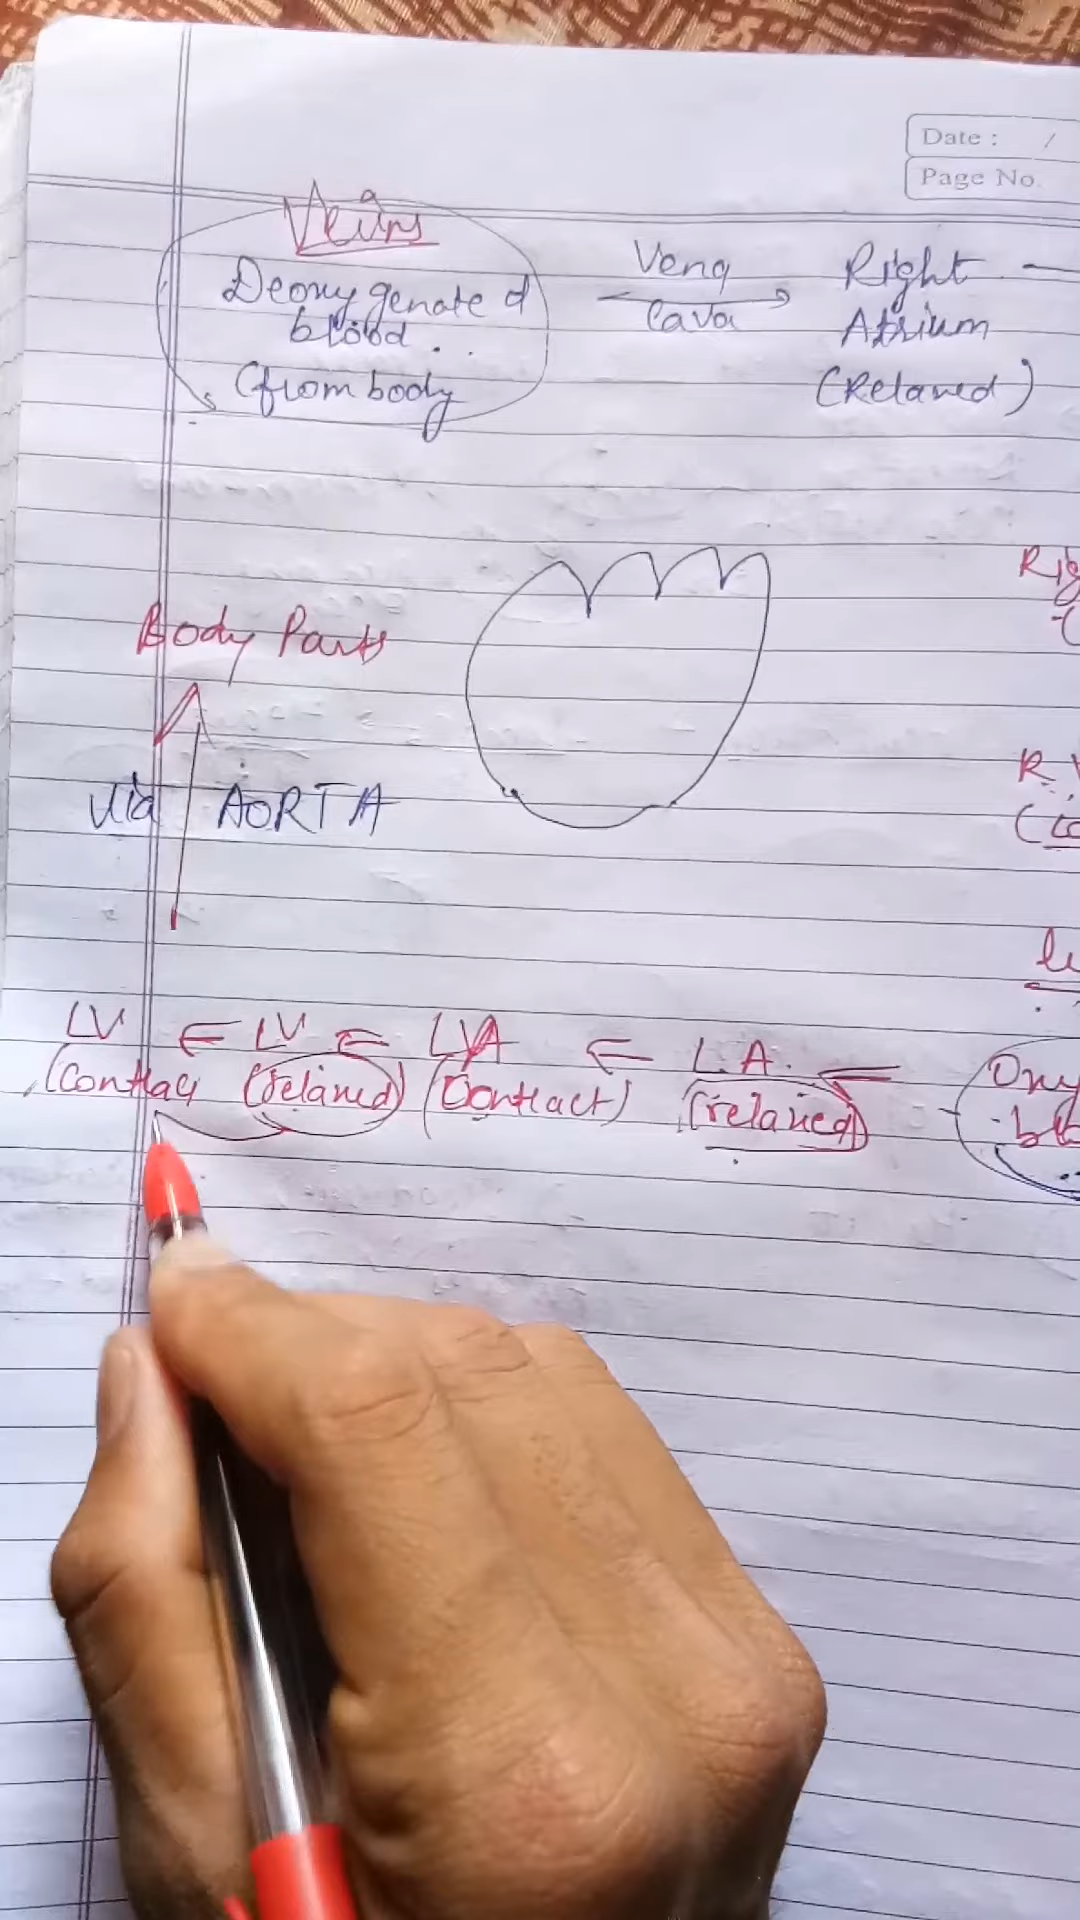 Date : /
Page No.
Veins
Deoxygenated
blood
(from body
Vena
Cava
Right
Atrium
(Relaxed)
Body Parts
Via AORTA
LV ⇐ LV ⇐ LA ⇐ L.A. ⇐
(Contrac (relaxed) (Contract) (relaxed)